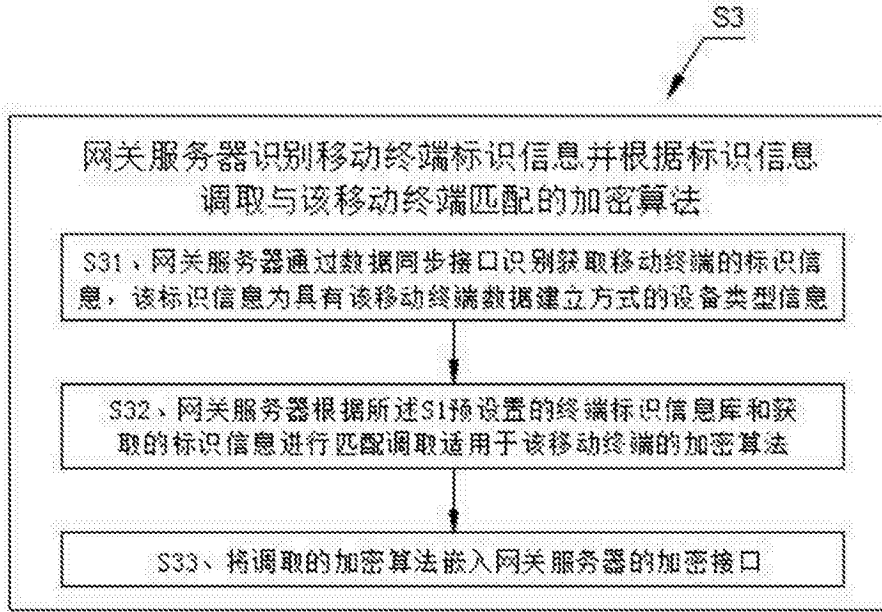 S3
网关服务器识别移动终端标识信息并根据标识信息
调取与该移动终端匹配的加密算法
S31、网关服务器通过数据同步接口识别获取移动终端的标识信
息，该标识信息为具有该移动终端数据建立方式的设备类型信息
S32、网关服务器根据所述S1预设置的终端标识信息库和获
取的标识信息进行匹配调取适用于该移动终端的加密算法
S33、将调取的加密算法嵌入网关服务器的加密接口